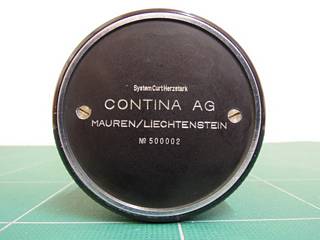 System Curt Herzstark
CONTINA AG
MAUREN/LIECHTENSTEIN
Nº 500002